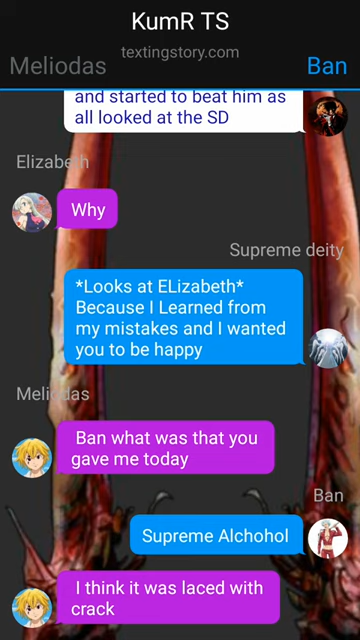 KumR TS
textingstory.com
Meliodas
Ban
and started to beat him as
all looked at the SD
Elizabeth
Why
Supreme deity
*Looks at ELizabeth*
Because I Learned from
my mistakes and I wanted
you to be happy
Meliodas
Ban what was that you
gave me today
Ban
Supreme Alchohol
I think it was laced with
crack